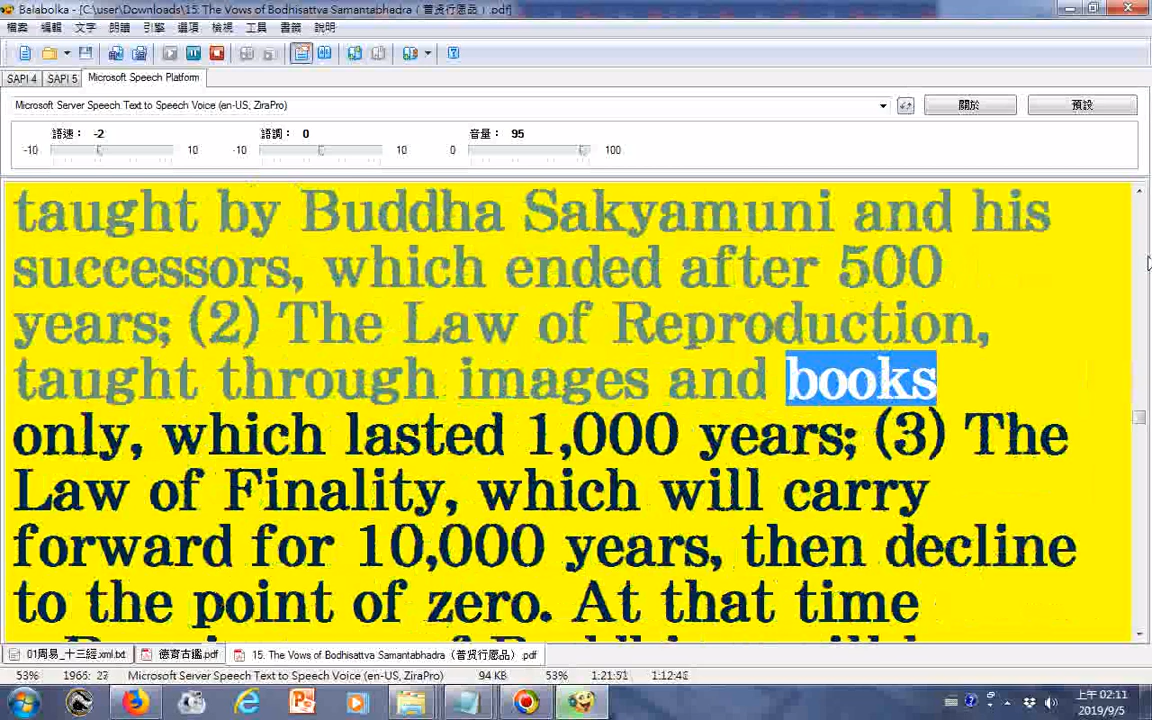 Balabolka - [C:\user\Downloads\15. The Vows of Bodhisattva Samantabhadra (普贤行愿品).pdf]
檔案 編輯 文字 朗讀 引擎 選項 檢視 工具 書籤 說明
SAPI 4 SAPI 5 Microsoft Speech Platform
Microsoft Server Speech Text to Speech Voice (en-US, ZiraPro) 關於 預設
語速： -2 語調： 0 音量： 95
-10 10 -10 10 0 100
taught by Buddha Sakyamuni and his
successors, which ended after 500
years; (2) The Law of Reproduction,
taught through images and books
only, which lasted 1,000 years; (3) The
Law of Finality, which will carry
forward for 10,000 years, then decline
to the point of zero. At that time
01周易_十三經.xml.txt 德育古鑑.pdf 15. The Vows of Bodhisattva Samantabhadra (普贤行愿品) .pdf
53% 1966: 27 Microsoft Server Speech Text to Speech Voice (en-US, ZiraPro) 53% 94 KB 1:21:51 1:12:48
上午 02:11
2019/9/5